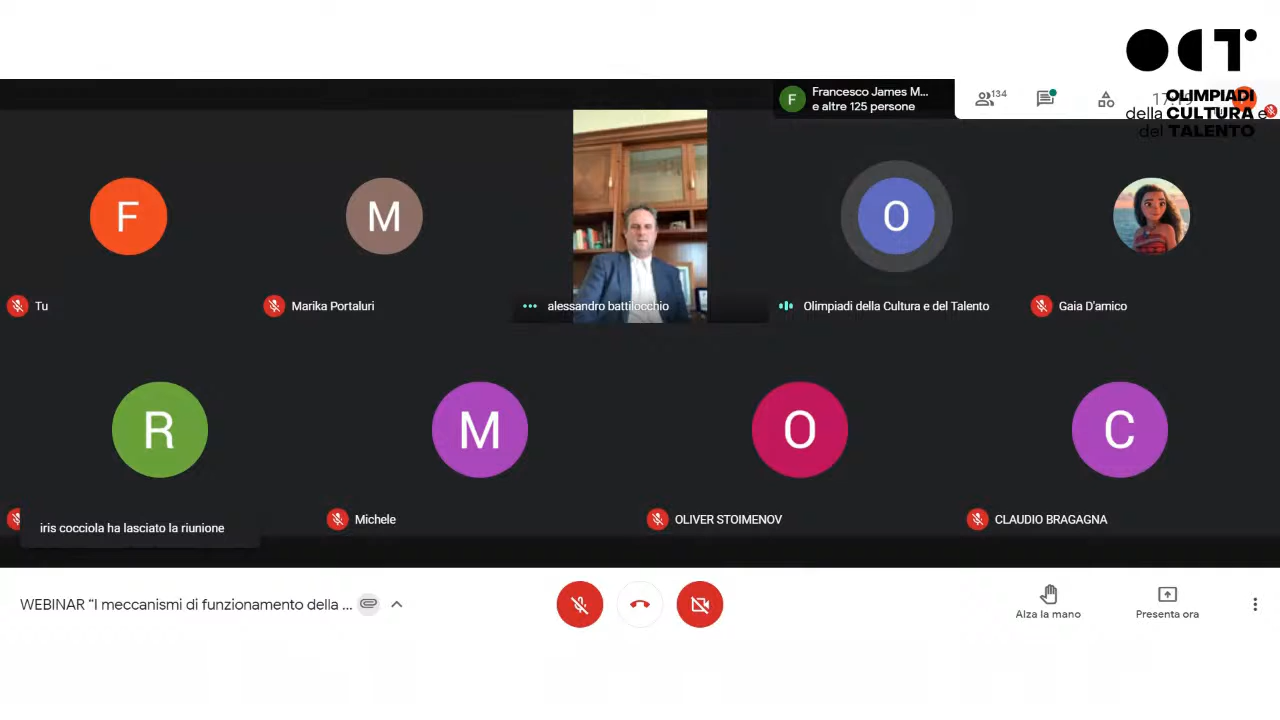 OCT
OLIMPIADI
della CULTURA e
del TALENTO
F
Francesco James M...
e altre 125 persone
134
F
M
O
Tu
Marika Portaluri
alessandro battilocchio
Olimpiadi della Cultura e del Talento
Gaia D'amico
R
M
O
C
iris cocciola ha lasciato la riunione
Michele
OLIVER STOIMENOV
CLAUDIO BRAGAGNA
WEBINAR “I meccanismi di funzionamento della ...
Alza la mano
Presenta ora